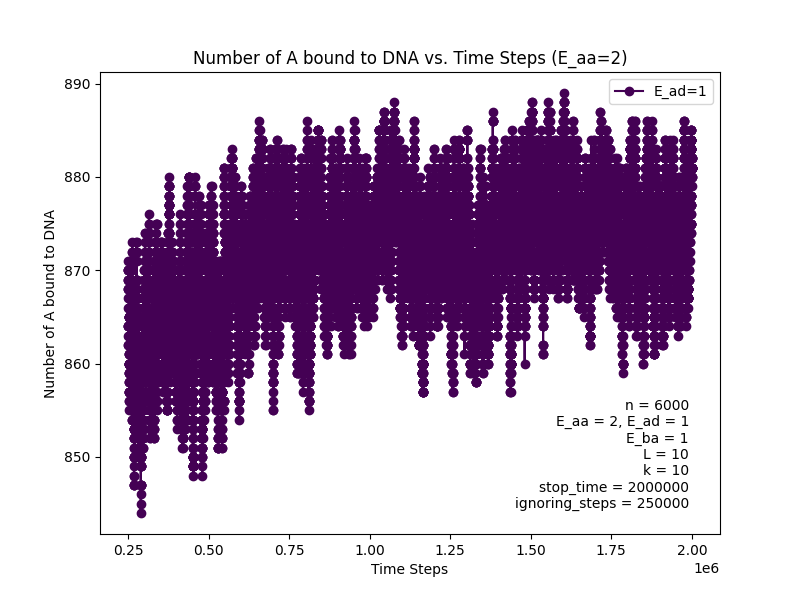 Number of A bound to DNA vs. Time Steps (E_aa=2)
E_ad=1
Number of A bound to DNA
890
880
870
860
850
n = 6000
E_aa = 2, E_ad = 1
E_ba = 1
L = 10
k = 10
stop_time = 2000000
ignoring_steps = 250000
0.25 0.50 0.75 1.00 1.25 1.50 1.75 2.00
1e6
Time Steps